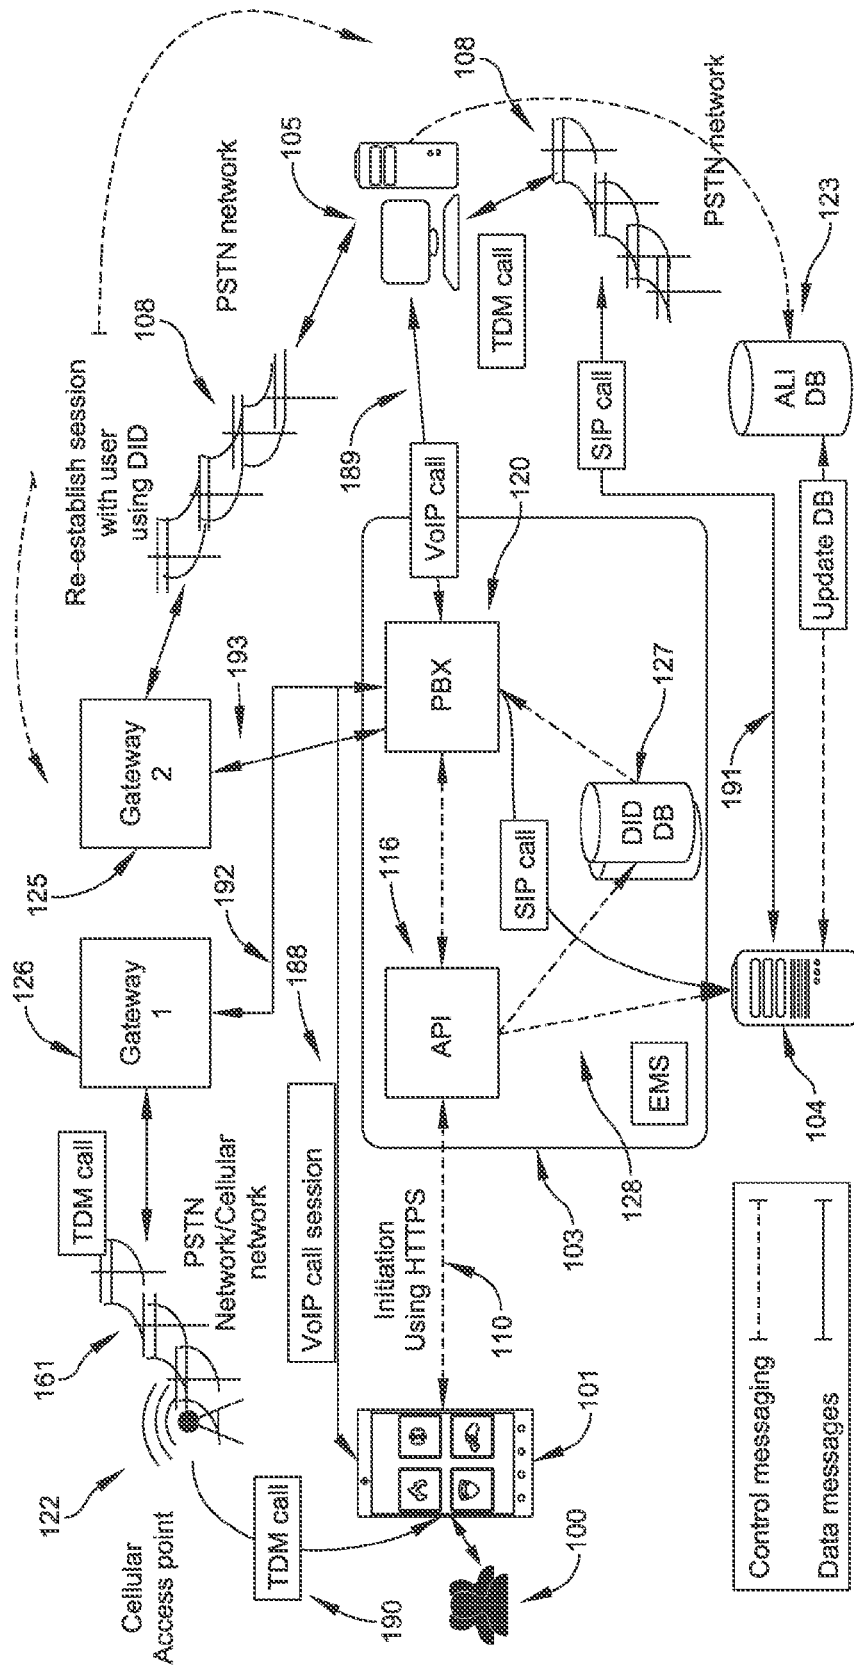 Re-establish session
with user
using DID
PSTN network
108
105
Gateway
2
125
193
Gateway
1
126
192
TDM call
161
122
PSTN
Network/Cellular
network
Cellular
Access point
TDM call
190
VoIP call session
188
VoIP call
189
TDM call
108
PSTN network
SIP call
PBX
120
API
116
SIP call
DID
DB
127
EMS
128
103
Initiation
Using HTTPS
110
101
100
191
104
Update DB
ALI
DB
123
Control messaging
Data messages